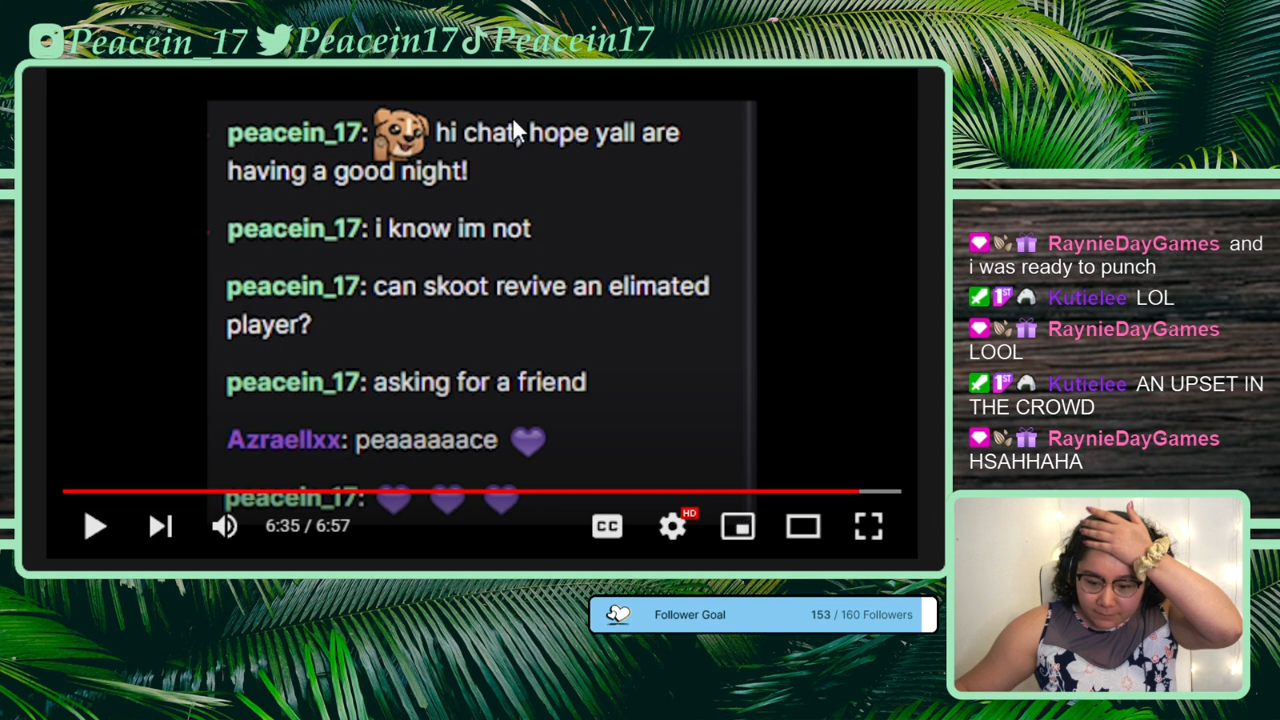 Peacein_17 Peacein17 Peacein17
peacein_17: hi chat hope yall are
having a good night!
peacein_17: i know im not
peacein_17: can skoot revive an elimated
player?
peacein_17: asking for a friend
Azraellxx: peaaaaaace
peacein_17:
6:35 / 6:57
CC
HD
RaynieDayGames and
i was ready to punch
1ST Kutielee LOL
RaynieDayGames
LOOL
1ST Kutielee AN UPSET IN
THE CROWD
RaynieDayGames
HSAHHAHA
Follower Goal 153 / 160 Followers